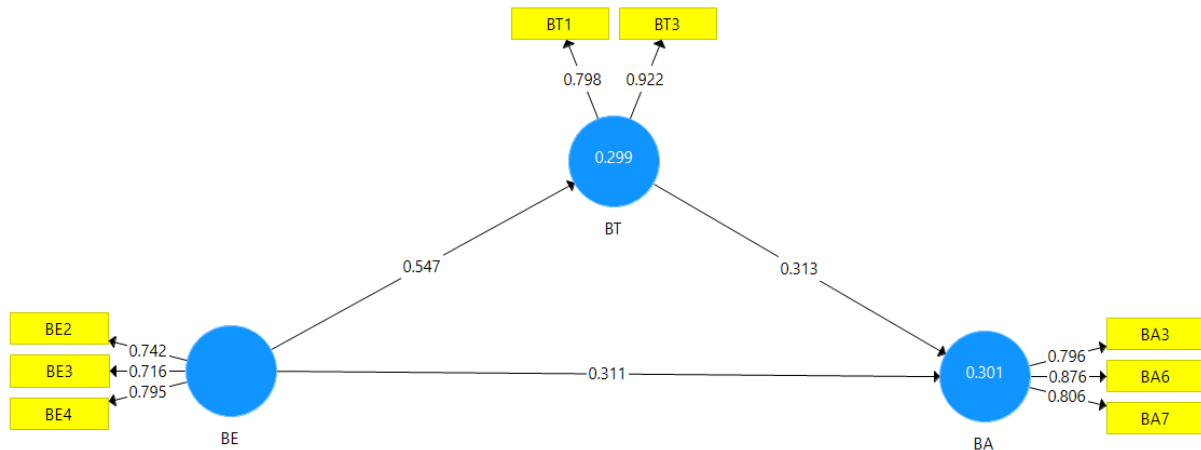 BT1 BT3
0.798 0.922
0.299
BT
0.547 0.313
BE2
BE3
BE4
0.742
0.716
0.795
BE
0.311
0.301
BA
0.796
0.876
0.806
BA3
BA6
BA7